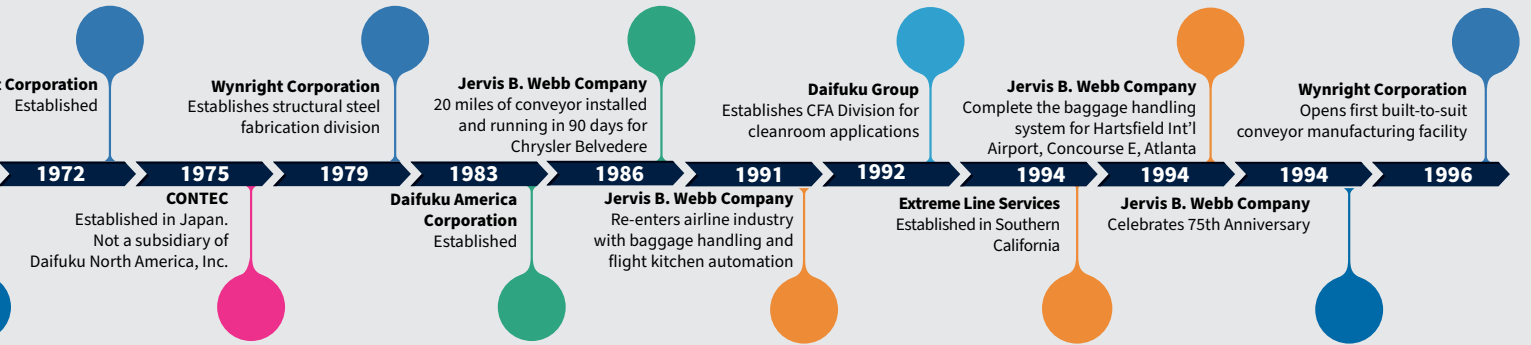 t Corporation
Established
1972
1975
CONTEC
Established in Japan.
Not a subsidiary of
Daifuku North America, Inc.
Wynright Corporation
Establishes structural steel
fabrication division
1979
1983
Daifuku America
Corporation
Established
Jervis B. Webb Company
20 miles of conveyor installed
and running in 90 days for
Chrysler Belvedere
1986
1991
Jervis B. Webb Company
Re-enters airline industry
with baggage handling and
flight kitchen automation
Daifuku Group
Establishes CFA Division for
cleanroom applications
1992
1994
Extreme Line Services
Established in Southern
California
Jervis B. Webb Company
Complete the baggage handling
system for Hartsfield Int'l
Airport, Concourse E, Atlanta
1994
1994
Jervis B. Webb Company
Celebrates 75th Anniversary
Wynright Corporation
Opens first built-to-suit
conveyor manufacturing facility
1996